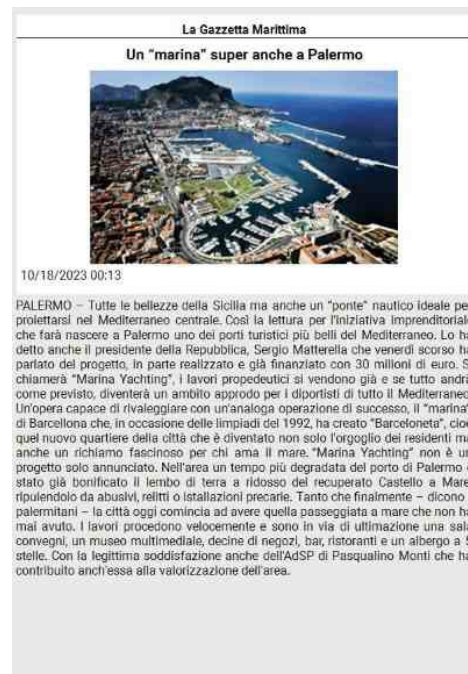 La Gazzetta Marittima
Un “marina” super anche a Palermo
10/18/2023 00:13
PALERMO – Tutte le bellezze della Sicilia ma anche un “ponte” nautico ideale pe
proiettarsi nel Mediterraneo centrale. Così la lettura per l'iniziativa imprenditoriale
che farà nascere a Palermo uno dei porti turistici più belli del Mediterraneo. Lo ha
detto anche il presidente della Repubblica, Sergio Matterella che venerdì scorso ha
parlato del progetto, in parte realizzato e già finanziato con 30 milioni di euro. S
chiamerà “Marina Yachting”, i lavori propedeutici si vendono già e se tutto andrà
come previsto, diventerà un ambito approdo per i diportisti di tutto il Mediterraneo
Un'opera capace di rivaleggiare con un'analoga operazione di successo, il “marina”
di Barcellona che, in occasione delle limpiadi del 1992, ha creato “Barceloneta”, cioè
quel nuovo quartiere della città che è diventato non solo l'orgoglio dei residenti ma
anche un richiamo fascinoso per chi ama il mare. “Marina Yachting” non è un
progetto solo annunciato. Nell'area un tempo più degradata del porto di Palermo è
stato già bonificato il lembo di terra a ridosso del recuperato Castello a Mare
ripulendolo da abusivi, relitti o istallazioni precarie. Tanto che finalmente – dicono
palermitani – la città oggi comincia ad avere quella passeggiata a mare che non ha
mai avuto. I lavori procedono velocemente e sono in via di ultimazione una sala
convegni, un museo multimediale, decine di negozi, bar, ristoranti e un albergo a 5
stelle. Con la legittima soddisfazione anche dell'AdSP di Pasqualino Monti che ha
contribuito anch'essa alla valorizzazione dell'area.